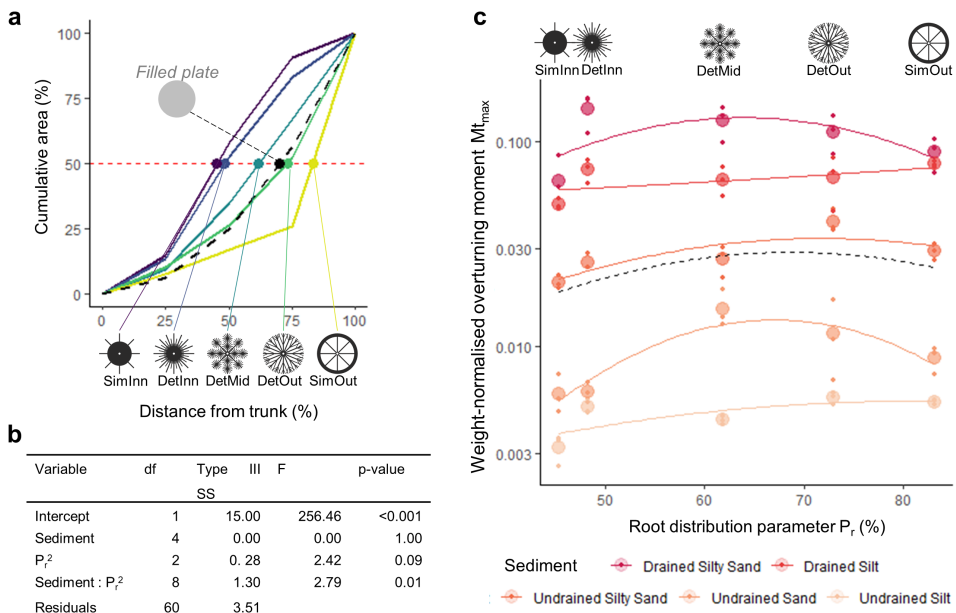 a
Cumulative area (%)
100
75
50
25
0
Filled plate
0 25 50 75 100
SimInn DetInn DetMid DetOut SimOut
Distance from trunk (%)
b
Variable df Type III F p-value
SS
Intercept 1 15.00 256.46 <0.001
Sediment 4 0.00 0.00 1.00
Pr² 2 0. 28 2.42 0.09
Sediment : Pr² 8 1.30 2.79 0.01
Residuals 60 3.51
c
SimInn DetInn DetMid DetOut SimOut
Weight-normalised overturning moment Mtmax
0.100
0.030
0.010
0.003
50 60 70 80
Root distribution parameter Pr (%)
Sediment Drained Silty Sand Drained Silt
Undrained Silty Sand Undrained Sand Undrained Silt